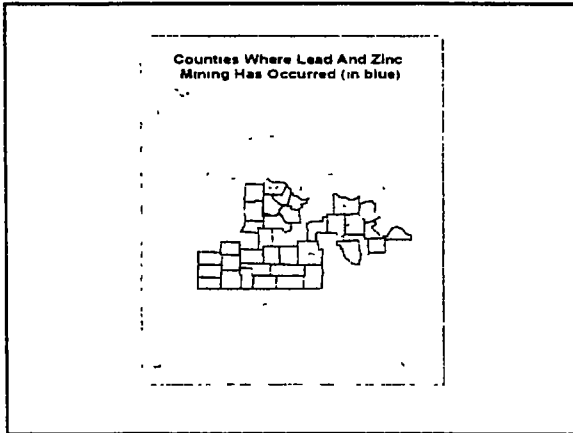 Counties Where Lead And Zinc
Mining Has Occurred (in blue)